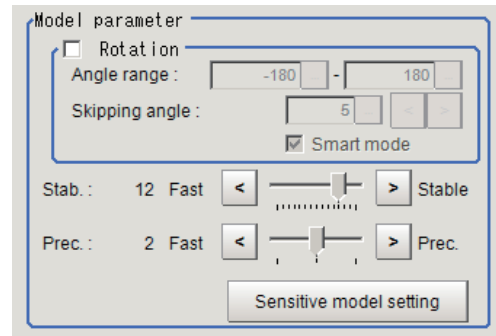 Model parameter
Rotation
Angle range : -180 ... - 180 ...
Skipping angle : 5 ... < >
Smart mode
Stab. : 12 Fast < > Stable
Prec. : 2 Fast < > Prec.
Sensitive model setting